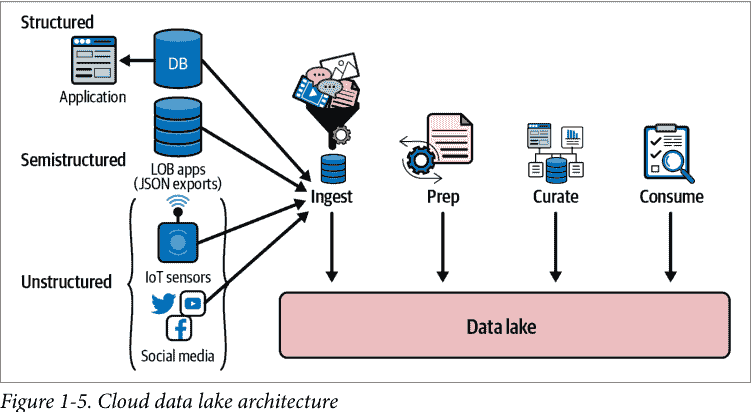 Structured
DB
Application
Semistructured
LOB apps
(JSON exports)
Ingest
Prep
Curate
Consume
Unstructured
IoT sensors
Social media
Data lake
Figure 1-5. Cloud data lake architecture